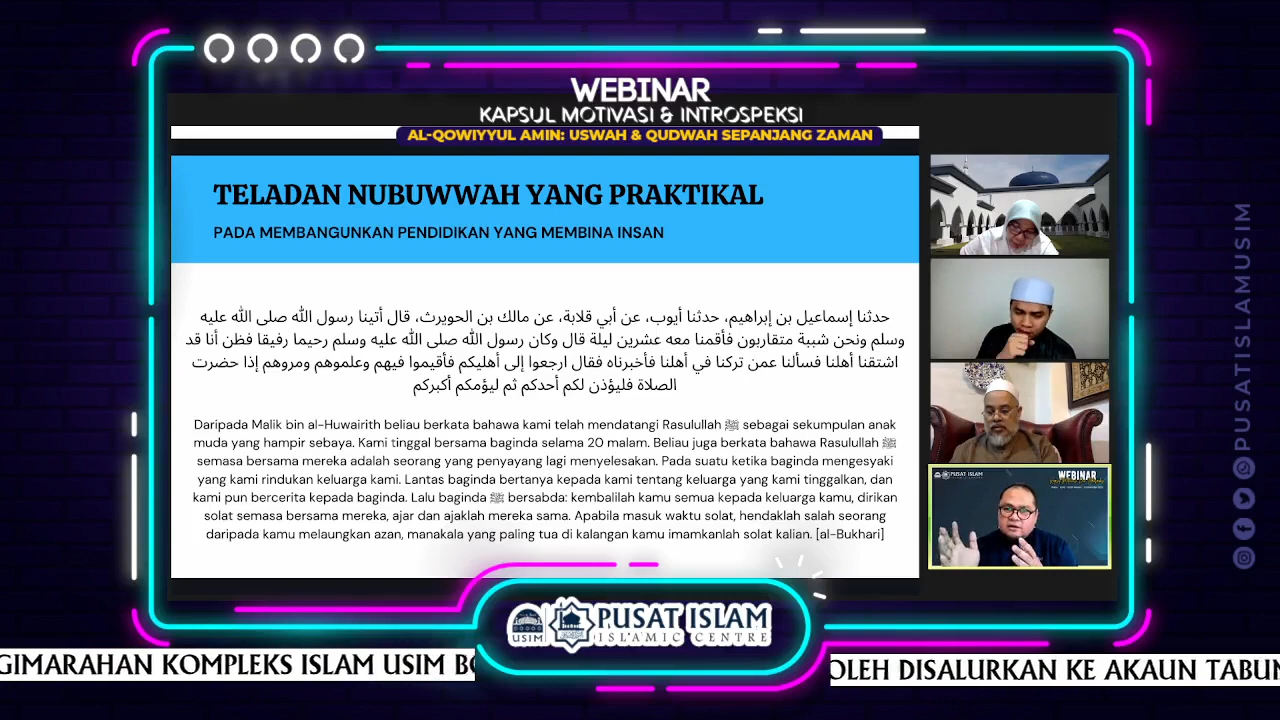 WEBINAR
KAPSUL MOTIVASI & INTROSPEKSI
AL-QOWIYYUL AMIN: USWAH & QUDWAH SEPANJANG ZAMAN
TELADAN NUBUWWAH YANG PRAKTIKAL
PADA MEMBANGUNKAN PENDIDIKAN YANG MEMBINA INSAN
حدثنا إسماعيل بن إبراهيم، حدثنا أيوب، عن أبي قلابة، عن مالك بن الحويرث، قال أتينا رسول الله صلى الله عليه
وسلم ونحن شببة متقاربون فأقمنا معه عشرين ليلة قال وكان رسول الله صلى الله عليه وسلم رحيما رفيقا فظن أنا قد
اشتقنا أهلنا فسألنا عمن تركنا في أهلنا فأخبرناه فقال ارجعوا إلى أهليكم فأقيموا فيهم وعلموهم ومروهم إذا حضرت
الصلاة فليؤذن لكم أحدكم ثم ليؤمكم أكبركم
Daripada Malik bin al-Huwairith beliau berkata bahawa kami telah mendatangi Rasulullah ﷺ sebagai sekumpulan anak
muda yang hampir sebaya. Kami tinggal bersama baginda selama 20 malam. Beliau juga berkata bahawa Rasulullah ﷺ
semasa bersama mereka adalah seorang yang penyayang lagi menyelesakan. Pada suatu ketika baginda mengesyaki
yang kami rindukan keluarga kami. Lantas baginda bertanya kepada kami tentang keluarga yang kami tinggalkan, dan
kami pun bercerita kepada baginda. Lalu baginda ﷺ bersabda: kembalilah kamu semua kepada keluarga kamu, dirikan
solat semasa bersama mereka, ajar dan ajaklah mereka sama. Apabila masuk waktu solat, hendaklah salah seorang
daripada kamu melaungkan azan, manakala yang paling tua di kalangan kamu imamkanlah solat kalian. [al-Bukhari]
PUSAT ISLAM
WEBINAR
PUSATISLAMUSIM
USIM
PUSAT ISLAM
ISLAMIC CENTRE
GIMARAHAN KOMPLEKS ISLAM USIM BO
OLEH DISALURKAN KE AKAUN TABUN